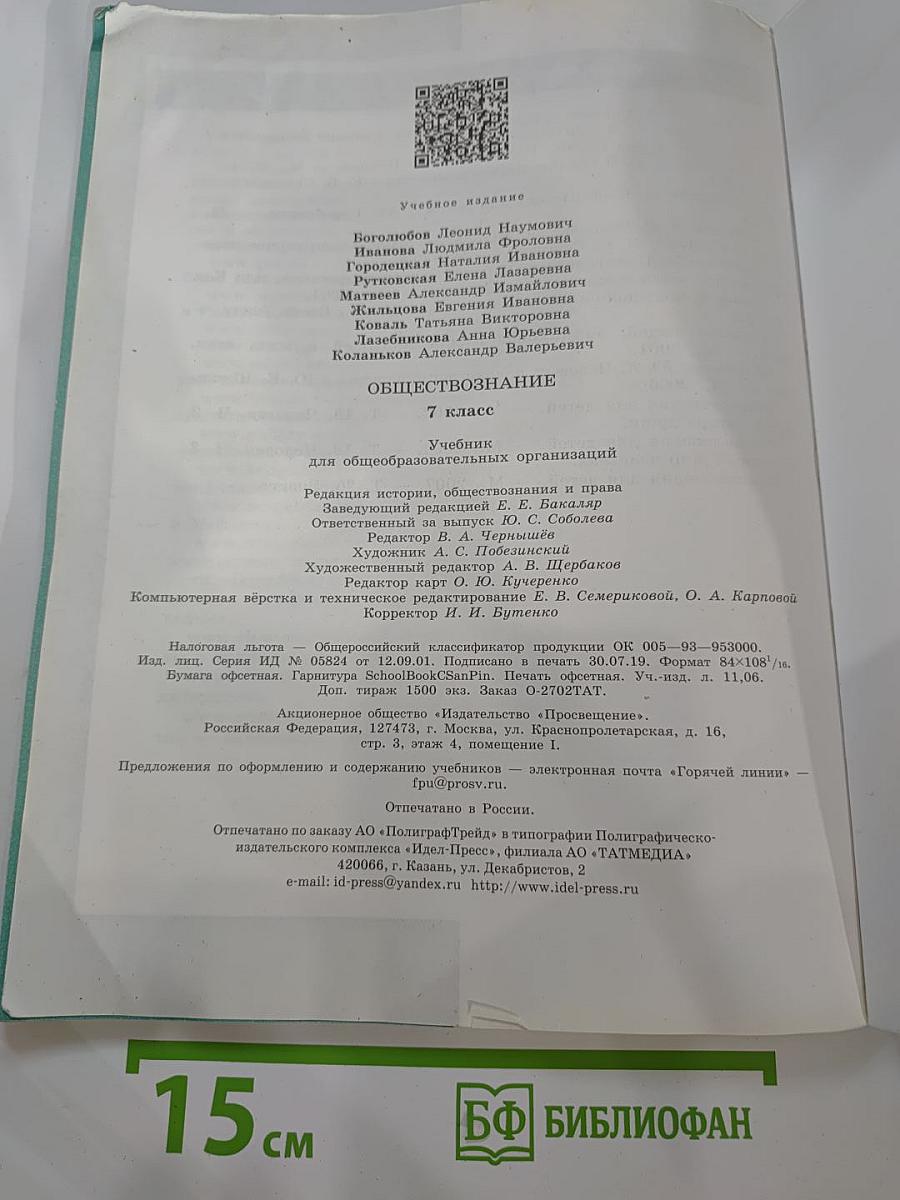 Учебное издание
Боголюбов Леонид Наумович
Иванова Людмила Фроловна
Городецкая Наталия Ивановна
Рутковская Елена Лазаревна
Матвеев Александр Измайлович
Жильцова Евгения Ивановна
Коваль Татьяна Викторовна
Лазебникова Анна Юрьевна
Коланьков Александр Валерьевич
ОБЩЕСТВОЗНАНИЕ
7 класс
Учебник
для общеобразовательных организаций
Редакция истории, обществознания и права
Заведующий редакцией Е. Е. Бакаляр
Ответственный за выпуск Ю. С. Соболева
Редактор В. А. Чернышёв
Художник А. С. Побезинский
Художественный редактор А. В. Щербаков
Редактор карт О. Ю. Кучеренко
Компьютерная вёрстка и техническое редактирование Е. В. Семериковой, О. А. Карповой
Корректор И. И. Бутенко
Налоговая льгота — Общероссийский классификатор продукции ОК 005—93—953000.
Изд. лиц. Серия ИД № 05824 от 12.09.01. Подписано в печать 30.07.19. Формат 84×108¹/₁₆.
Бумага офсетная. Гарнитура SchoolBookCSanPin. Печать офсетная. Уч.-изд. л. 11,06.
Доп. тираж 1500 экз. Заказ О-2702ТАТ.
Акционерное общество «Издательство «Просвещение».
Российская Федерация, 127473, г. Москва, ул. Краснопролетарская, д. 16,
стр. 3, этаж 4, помещение I.
Предложения по оформлению и содержанию учебников — электронная почта «Горячей линии» —
fpu@prosv.ru.
Отпечатано в России.
Отпечатано по заказу АО «ПолиграфТрейд» в типографии Полиграфическо-
издательского комплекса «Идел-Пресс», филиала АО «ТАТМЕДИА»
420066, г. Казань, ул. Декабристов, 2
e-mail: id-press@yandex.ru http://www.idel-press.ru
15 см
БФ БИБЛИОФАН